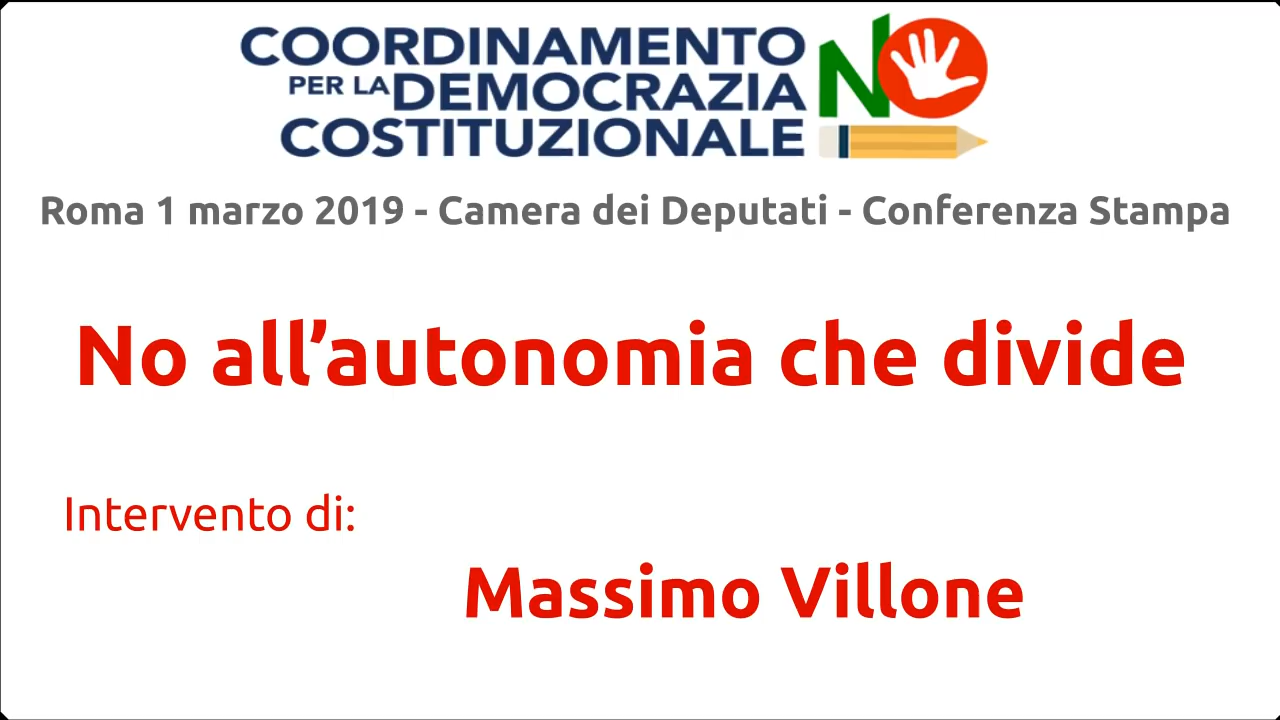 COORDINAMENTO
PER LA DEMOCRAZIA
COSTITUZIONALE
NO
Roma 1 marzo 2019 - Camera dei Deputati - Conferenza Stampa
No all’autonomia che divide
Intervento di:
Massimo Villone